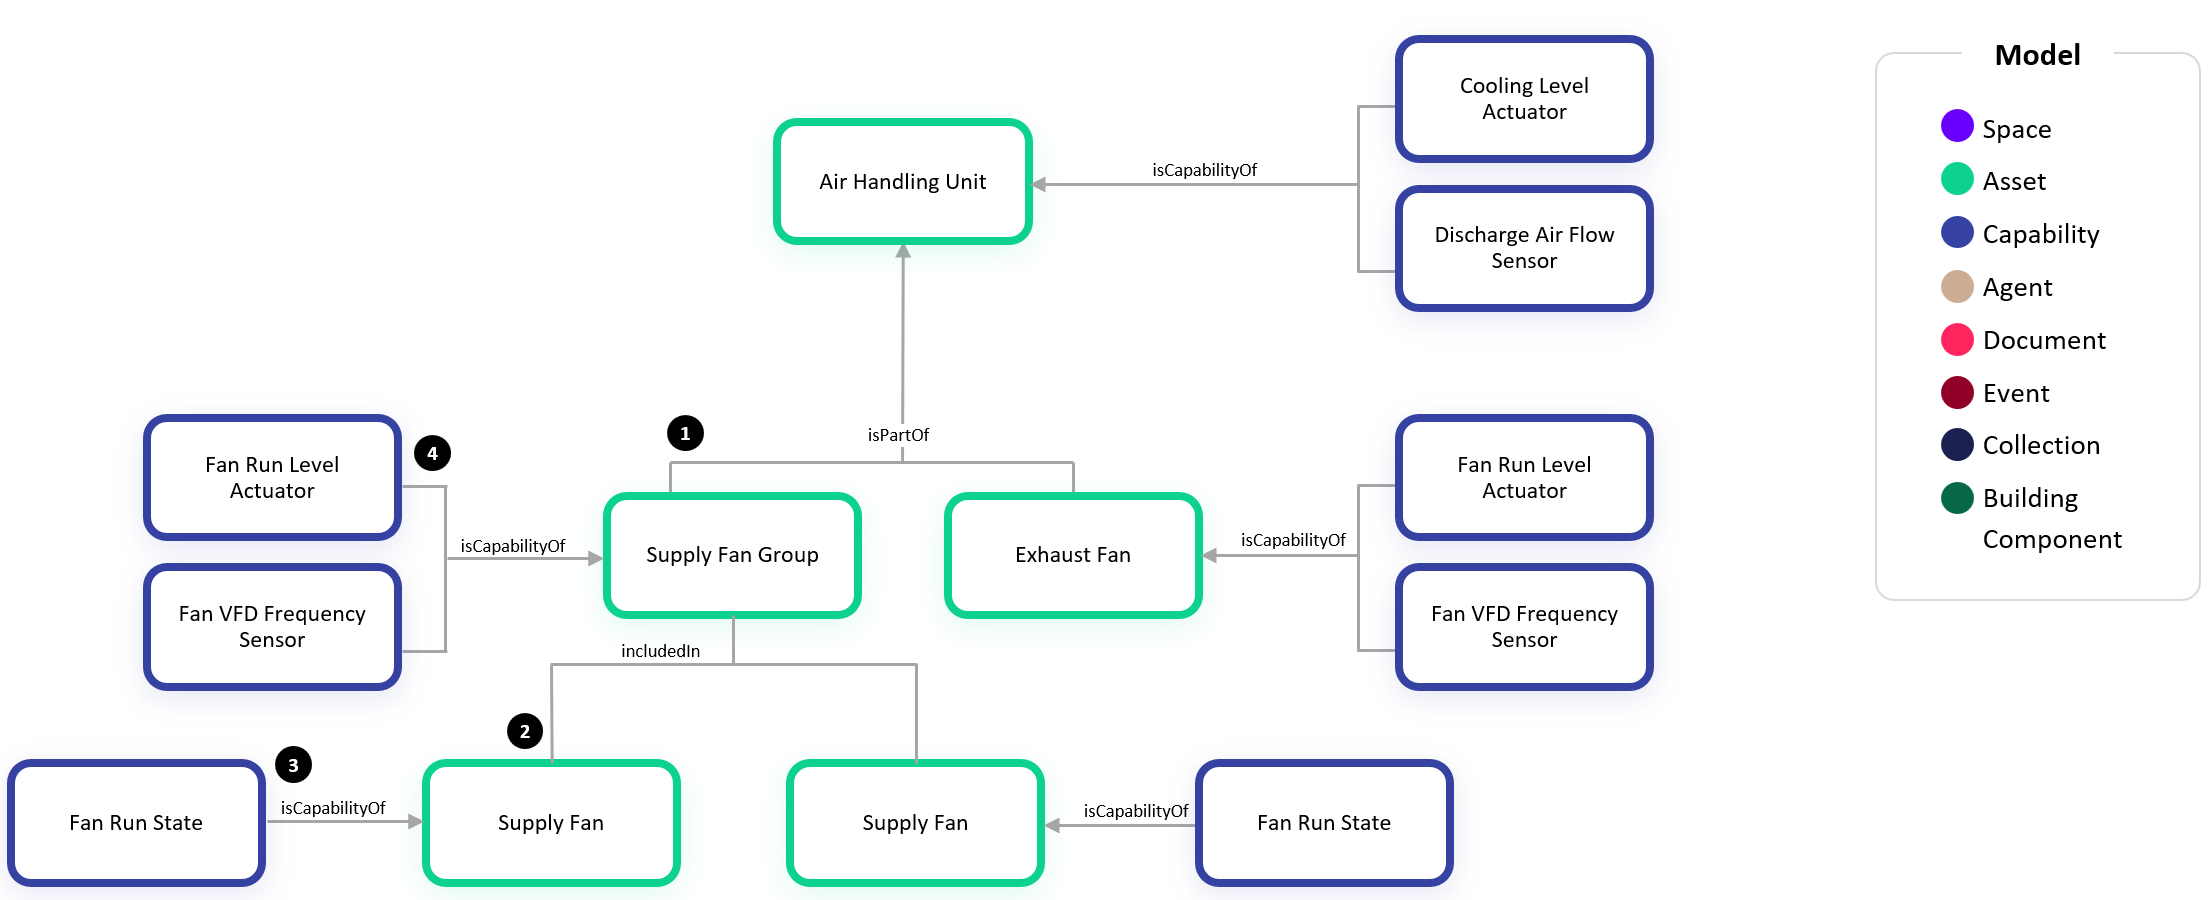 Model
Space
Asset
Capability
Agent
Document
Event
Collection
Building
Component
Cooling Level
Actuator
Air Handling Unit
isCapabilityOf
Discharge Air Flow
Sensor
1
isPartOf
4
Fan Run Level
Actuator
Fan Run Level
Actuator
isCapabilityOf
Supply Fan Group
Exhaust Fan
isCapabilityOf
Fan VFD Frequency
Sensor
Fan VFD Frequency
Sensor
includedIn
2
3
Fan Run State
isCapabilityOf
Supply Fan
Supply Fan
isCapabilityOf
Fan Run State